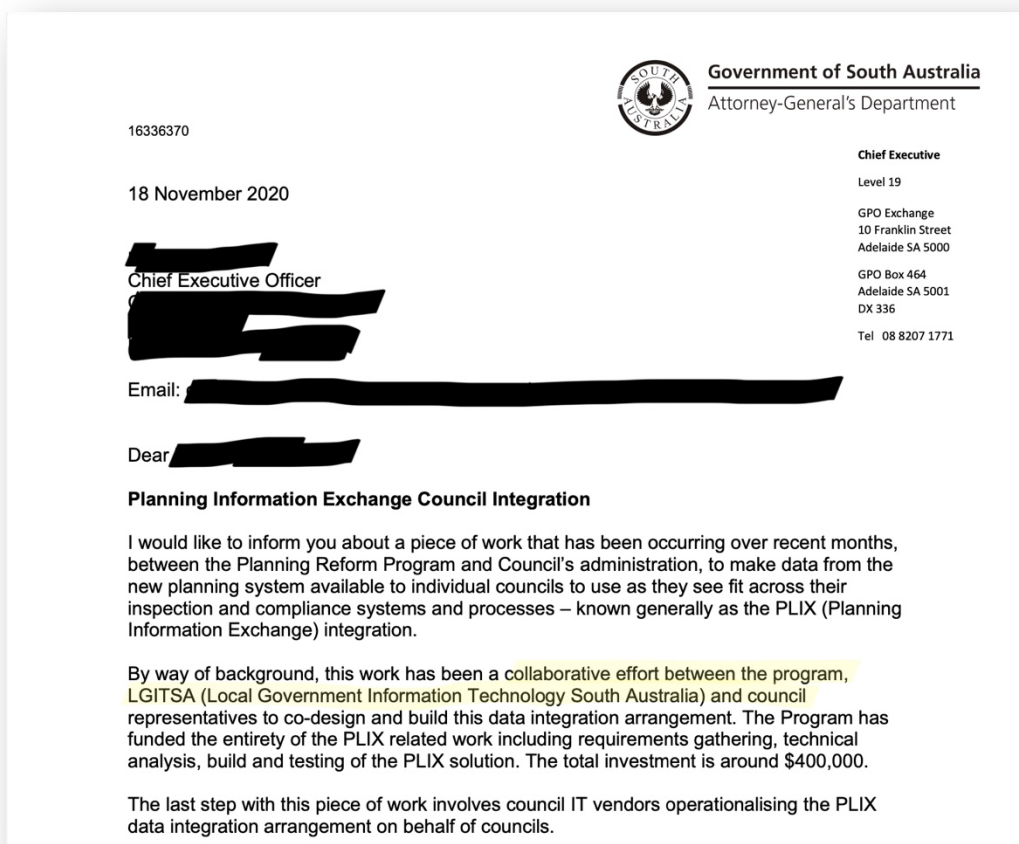 SOUTH AUSTRALIA
Government of South Australia
Attorney-General's Department
16336370
Chief Executive
Level 19
18 November 2020
GPO Exchange
10 Franklin Street
Adelaide SA 5000
GPO Box 464
Adelaide SA 5001
DX 336
Tel 08 8207 1771
Chief Executive Officer
Email:
Dear
Planning Information Exchange Council Integration
I would like to inform you about a piece of work that has been occurring over recent months,
between the Planning Reform Program and Council's administration, to make data from the
new planning system available to individual councils to use as they see fit across their
inspection and compliance systems and processes – known generally as the PLIX (Planning
Information Exchange) integration.
By way of background, this work has been a collaborative effort between the program,
LGITSA (Local Government Information Technology South Australia) and council
representatives to co-design and build this data integration arrangement. The Program has
funded the entirety of the PLIX related work including requirements gathering, technical
analysis, build and testing of the PLIX solution. The total investment is around $400,000.
The last step with this piece of work involves council IT vendors operationalising the PLIX
data integration arrangement on behalf of councils.